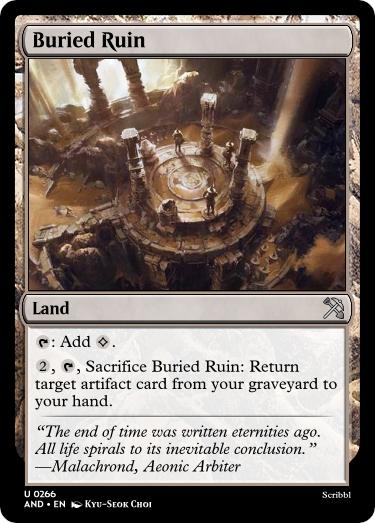 Buried Ruin
Land
: Add .
2, , Sacrifice Buried Ruin: Return
target artifact card from your graveyard to
your hand.
“The end of time was written eternities ago.
All life spirals to its inevitable conclusion.”
—Malachrond, Aeonic Arbiter
U 0266
AND • EN Kyu-Seok Choi
Scribbl